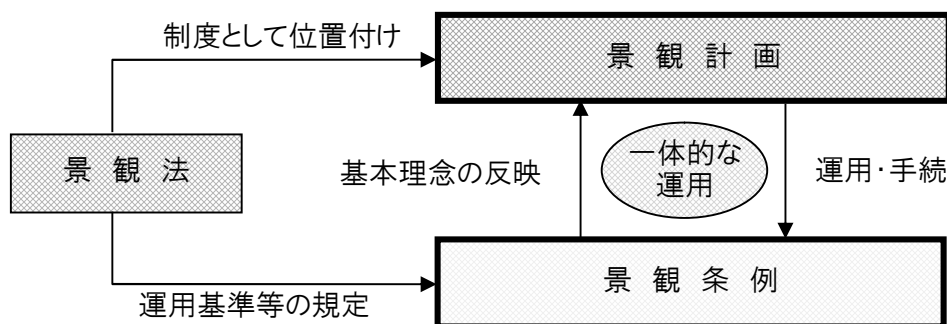 制度として位置付け
景観計画
景観法
基本理念の反映
一体的な
運用
運用・手続
景観条例
運用基準等の規定